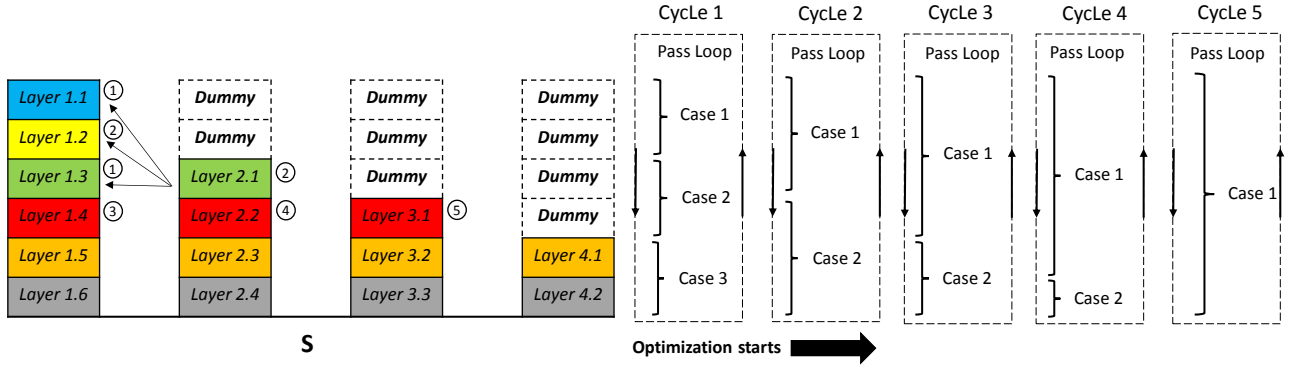 CycLe 1 CycLe 2 CycLe 3 CycLe 4 CycLe 5
Pass Loop Pass Loop Pass Loop Pass Loop Pass Loop
Layer 1.1 ① Dummy Dummy Dummy
Layer 1.2 ② Dummy Dummy Dummy
Layer 1.3 ① Layer 2.1 ② Dummy Dummy
Layer 1.4 ③ Layer 2.2 ④ Layer 3.1 ⑤ Dummy
Layer 1.5 Layer 2.3 Layer 3.2 Layer 4.1
Layer 1.6 Layer 2.4 Layer 3.3 Layer 4.2
S
Case 1
Case 2
Case 3
Case 1
Case 2
Case 1
Case 2
Case 1
Case 2
Case 1
Optimization starts